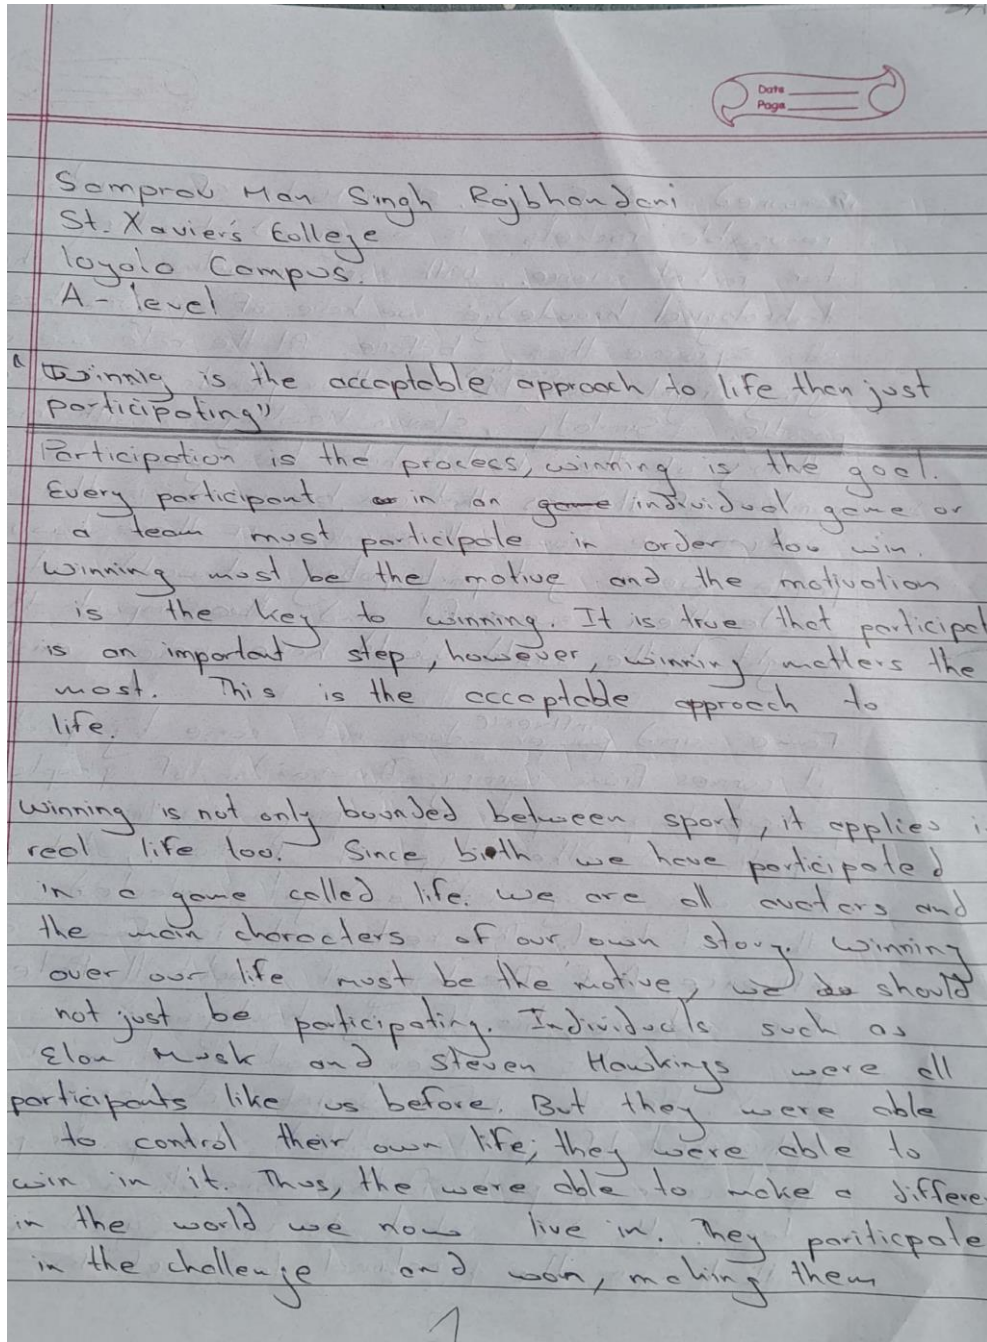 Date
Page
Samprav Man Singh Rajbhandari
St. Xavier's College
loyola Campus.
A - level
"Winnig is the acceptable approach to life then just
participating"
Participation is the process, winning is the goal.
Every participant in an game individual game or
a team must participate in order too win.
Winning must be the motive and the motivation
is the key to winning. It is true that participat
is an important step, however, winning matters the
most. This is the acceptable approach to
life.
Winning is not only bounded between sport, it applies i
real life too. Since birth we have participated
in a game called life. we are all avatars and
the main characters of our own story. Winning
over our life must be the motive, we do should
not just be participating. Individuals such as
Elon Musk and Steven Hawkings were all
participants like us before. But they were able
to control their own life; they were able to
win in it. Thus, the were able to make a differe
in the world we now live in. They pariticpate
in the challenge and won, making them
1